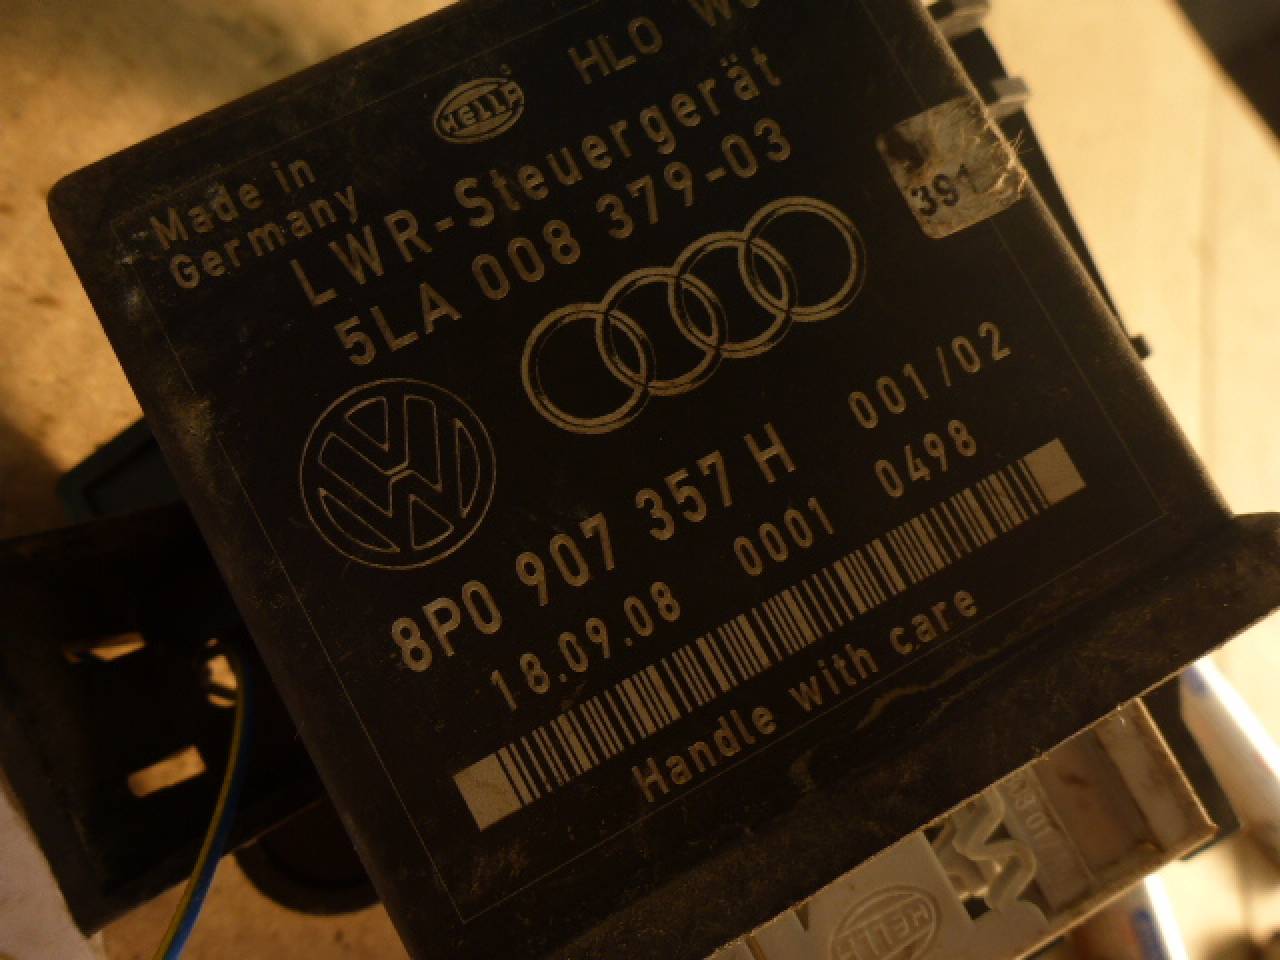 HELLA
HLO
Made in
Germany
LWR-Steuergerät
5LA 008 379-03
391
8P0 907 357 H 001/02
18.09.08 0001 0498
Handle with care
HELLA